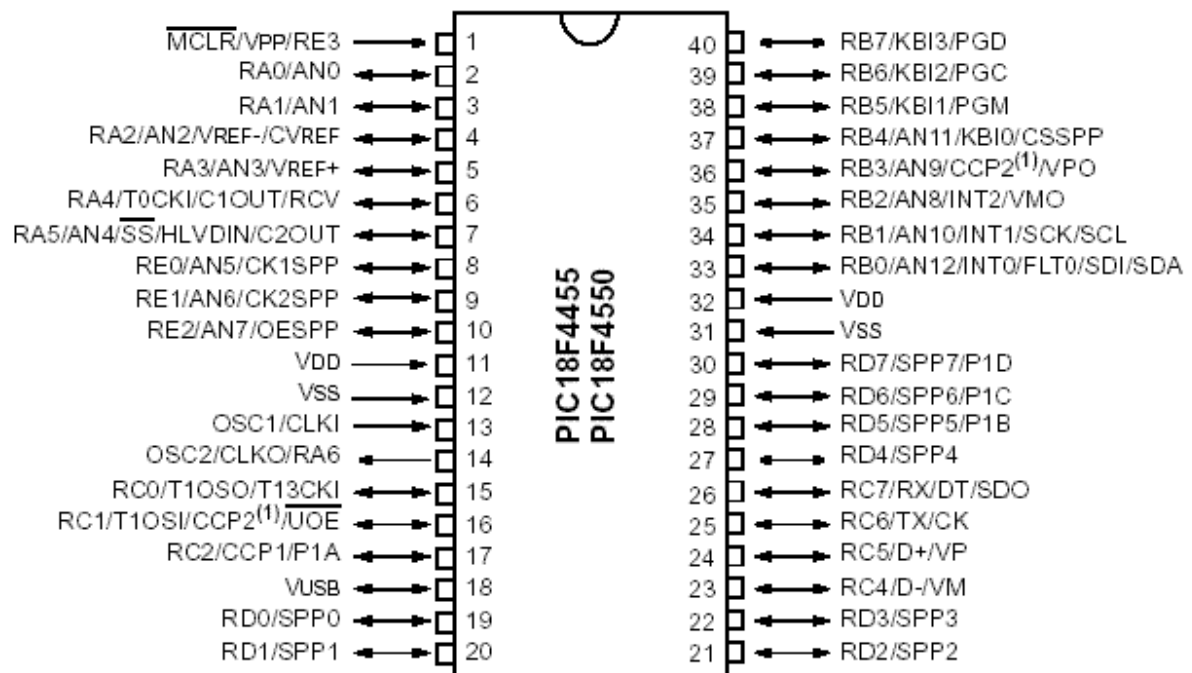 MCLR/VPP/RE3
RA0/AN0
RA1/AN1
RA2/AN2/VREF-/CVREF
RA3/AN3/VREF+
RA4/T0CKI/C1OUT/RCV
RA5/AN4/SS/HLVDIN/C2OUT
RE0/AN5/CK1SPP
RE1/AN6/CK2SPP
RE2/AN7/OESPP
VDD
VSS
OSC1/CLKI
OSC2/CLKO/RA6
RC0/T1OSO/T13CKI
RC1/T1OSI/CCP2(1)/UOE
RC2/CCP1/P1A
VUSB
RD0/SPP0
RD1/SPP1
1
2
3
4
5
6
7
8
9
10
11
12
13
14
15
16
17
18
19
20
PIC18F4455
PIC18F4550
40
39
38
37
36
35
34
33
32
31
30
29
28
27
26
25
24
23
22
21
RB7/KBI3/PGD
RB6/KBI2/PGC
RB5/KBI1/PGM
RB4/AN11/KBI0/CSSPP
RB3/AN9/CCP2(1)/VPO
RB2/AN8/INT2/VMO
RB1/AN10/INT1/SCK/SCL
RB0/AN12/INT0/FLT0/SDI/SDA
VDD
VSS
RD7/SPP7/P1D
RD6/SPP6/P1C
RD5/SPP5/P1B
RD4/SPP4
RC7/RX/DT/SDO
RC6/TX/CK
RC5/D+/VP
RC4/D-/VM
RD3/SPP3
RD2/SPP2